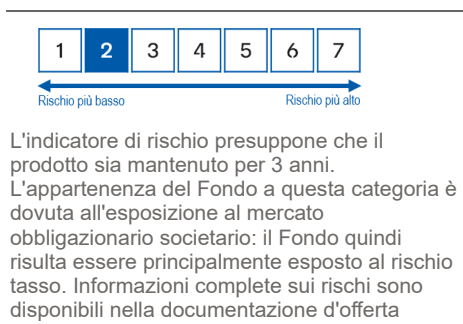 1 2 3 4 5 6 7
Rischio più basso Rischio più alto
L'indicatore di rischio presuppone che il
prodotto sia mantenuto per 3 anni.
L'appartenenza del Fondo a questa categoria è
dovuta all'esposizione al mercato
obbligazionario societario: il Fondo quindi
risulta essere principalmente esposto al rischio
tasso. Informazioni complete sui rischi sono
disponibili nella documentazione d'offerta